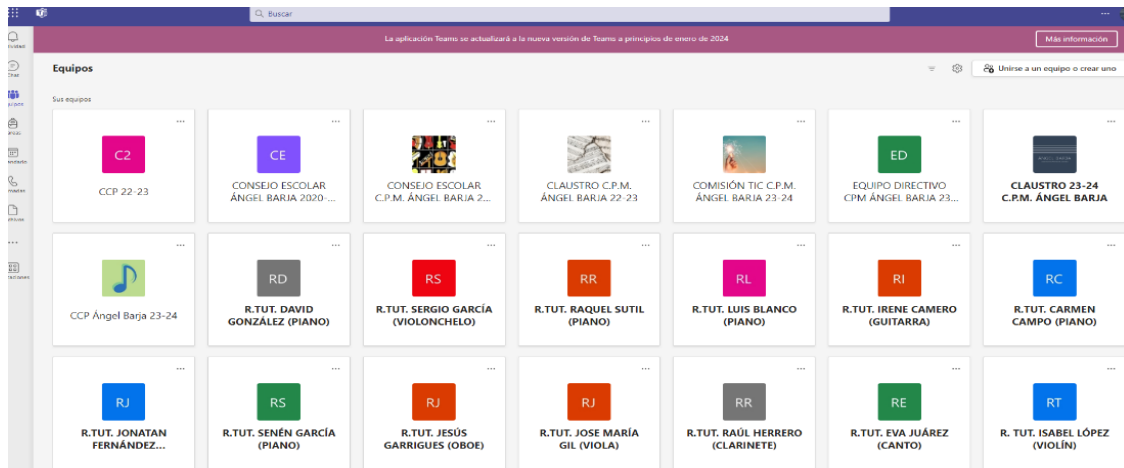 Buscar
La aplicación Teams se actualizará a la nueva versión de Teams a principios de enero de 2024
Más información
Equipos
Unirse a un equipo o crear uno
Sus equipos
C2
CCP 22-23
CE
CONSEJO ESCOLAR
ÁNGEL BARJA 2020-...
CONSEJO ESCOLAR
C.P.M. ÁNGEL BARJA 2...
CLAUSTRO C.P.M.
ÁNGEL BARJA 22-23
COMISIÓN TIC C.P.M.
ÁNGEL BARJA 23-24
ED
EQUIPO DIRECTIVO
CPM ÁNGEL BARJA 23...
CLAUSTRO 23-24
C.P.M. ÁNGEL BARJA
CCP Ángel Barja 23-24
RD
R.TUT. DAVID
GONZÁLEZ (PIANO)
RS
R.TUT. SERGIO GARCÍA
(VIOLONCHELO)
RR
R.TUT. RAQUEL SUTIL
(PIANO)
RL
R.TUT. LUIS BLANCO
(PIANO)
RI
R.TUT. IRENE CAMERO
(GUITARRA)
RC
R.TUT. CARMEN
CAMPO (PIANO)
RJ
R.TUT. JONATAN
FERNÁNDEZ...
RS
R.TUT. SENÉN GARCÍA
(PIANO)
RJ
R.TUT. JESÚS
GARRIGUES (OBOE)
RJ
R.TUT. JOSE MARÍA
GIL (VIOLA)
RR
R.TUT. RAÚL HERRERO
(CLARINETE)
RE
R.TUT. EVA JUÁREZ
(CANTO)
RT
R. TUT. ISABEL LÓPEZ
(VIOLÍN)